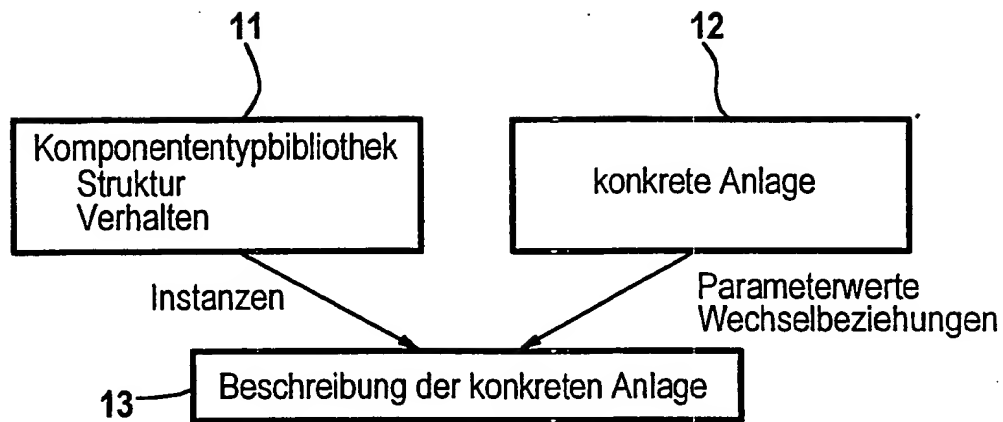 11
12
Komponententypbibliothek
Struktur
Verhalten
konkrete Anlage
Instanzen
Parameterwerte
Wechselbeziehungen
13
Beschreibung der konkreten Anlage